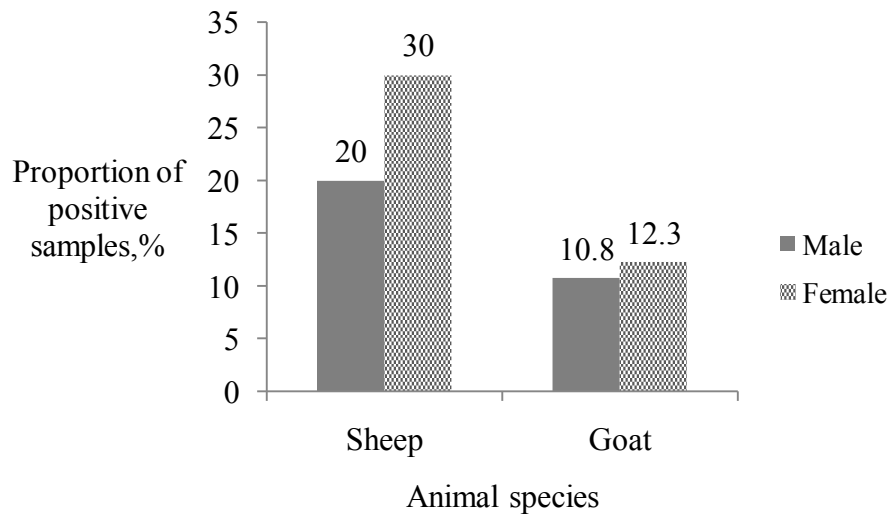 35
30
25
20
15
10
5
0
Proportion of
positive
samples,%
20
30
10.8
12.3
Male
Female
Sheep
Goat
Animal species